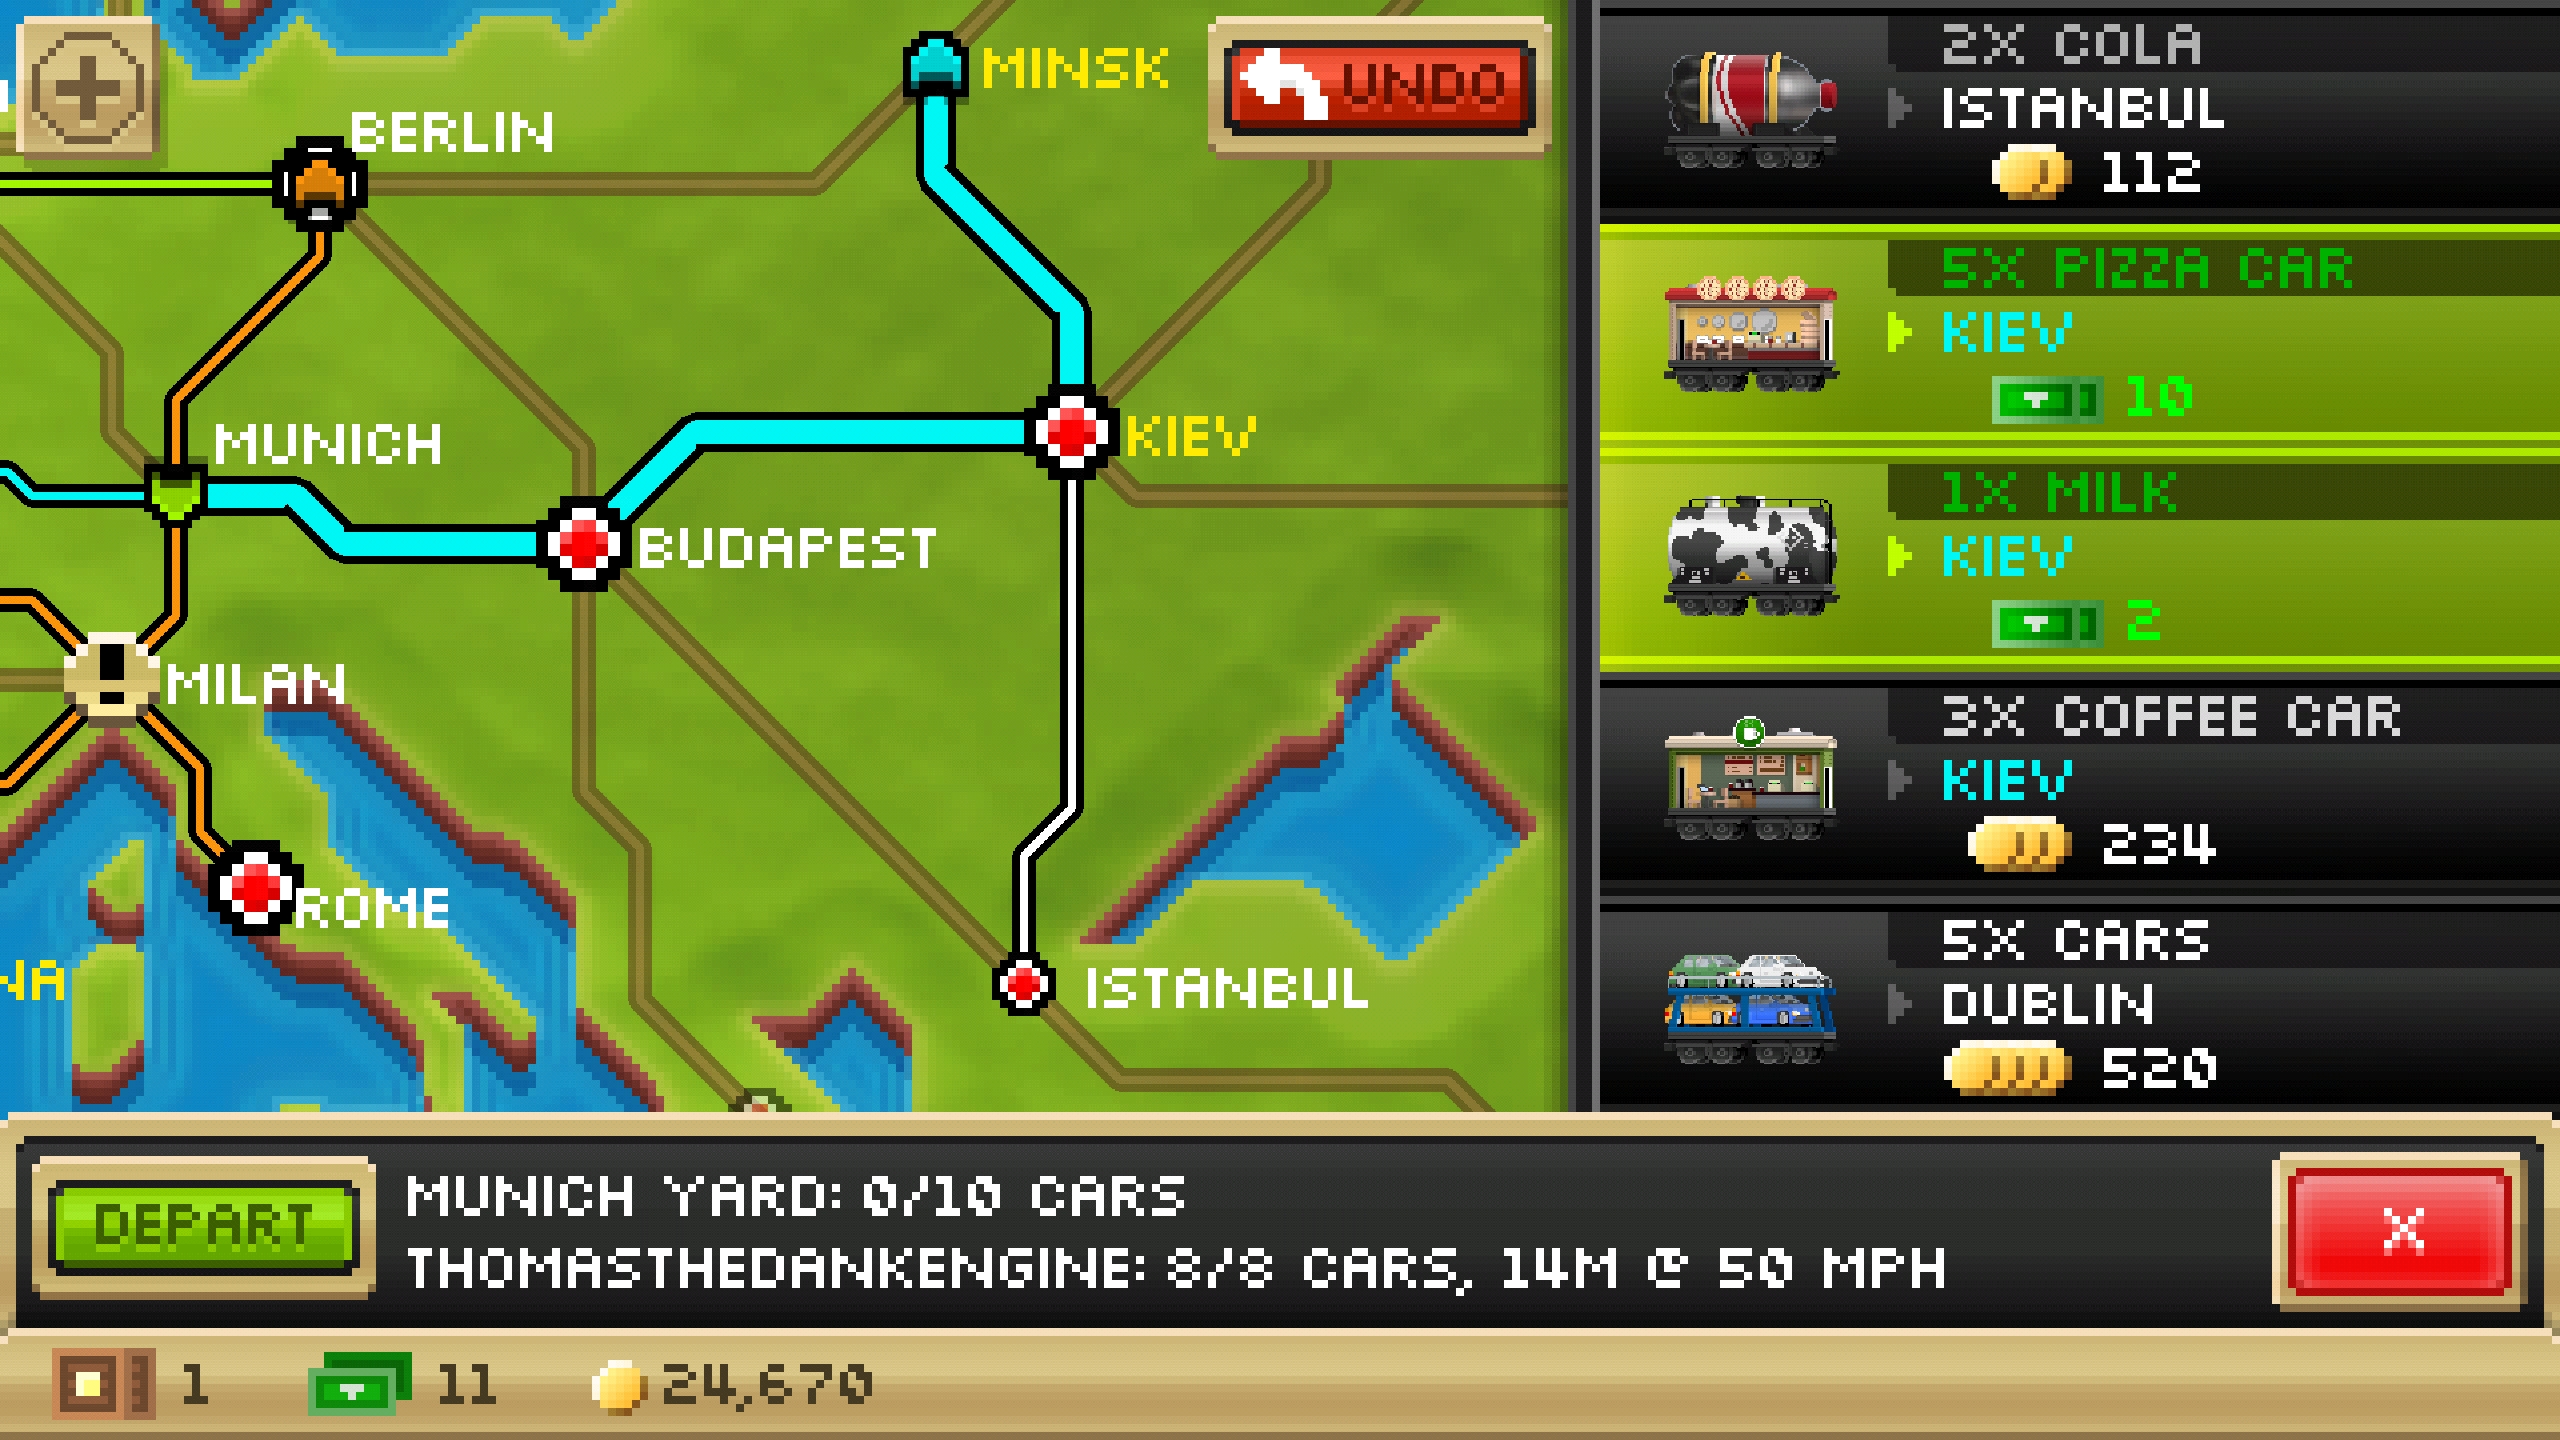 MINSK
UNDO
BERLIN
MUNICH
KIEV
BUDAPEST
MILAN
ROME
NA
ISTANBUL
2X COLA
ISTANBUL
112
5X PIZZA CAR
KIEV
10
1X MILK
KIEV
2
3X COFFEE CAR
KIEV
234
5X CARS
DUBLIN
520
DEPART
MUNICH YARD: 0/10 CARS
THOMASTHEDANKENGINE: 8/8 CARS, 14M @ 50 MPH
X
1
11
24,670